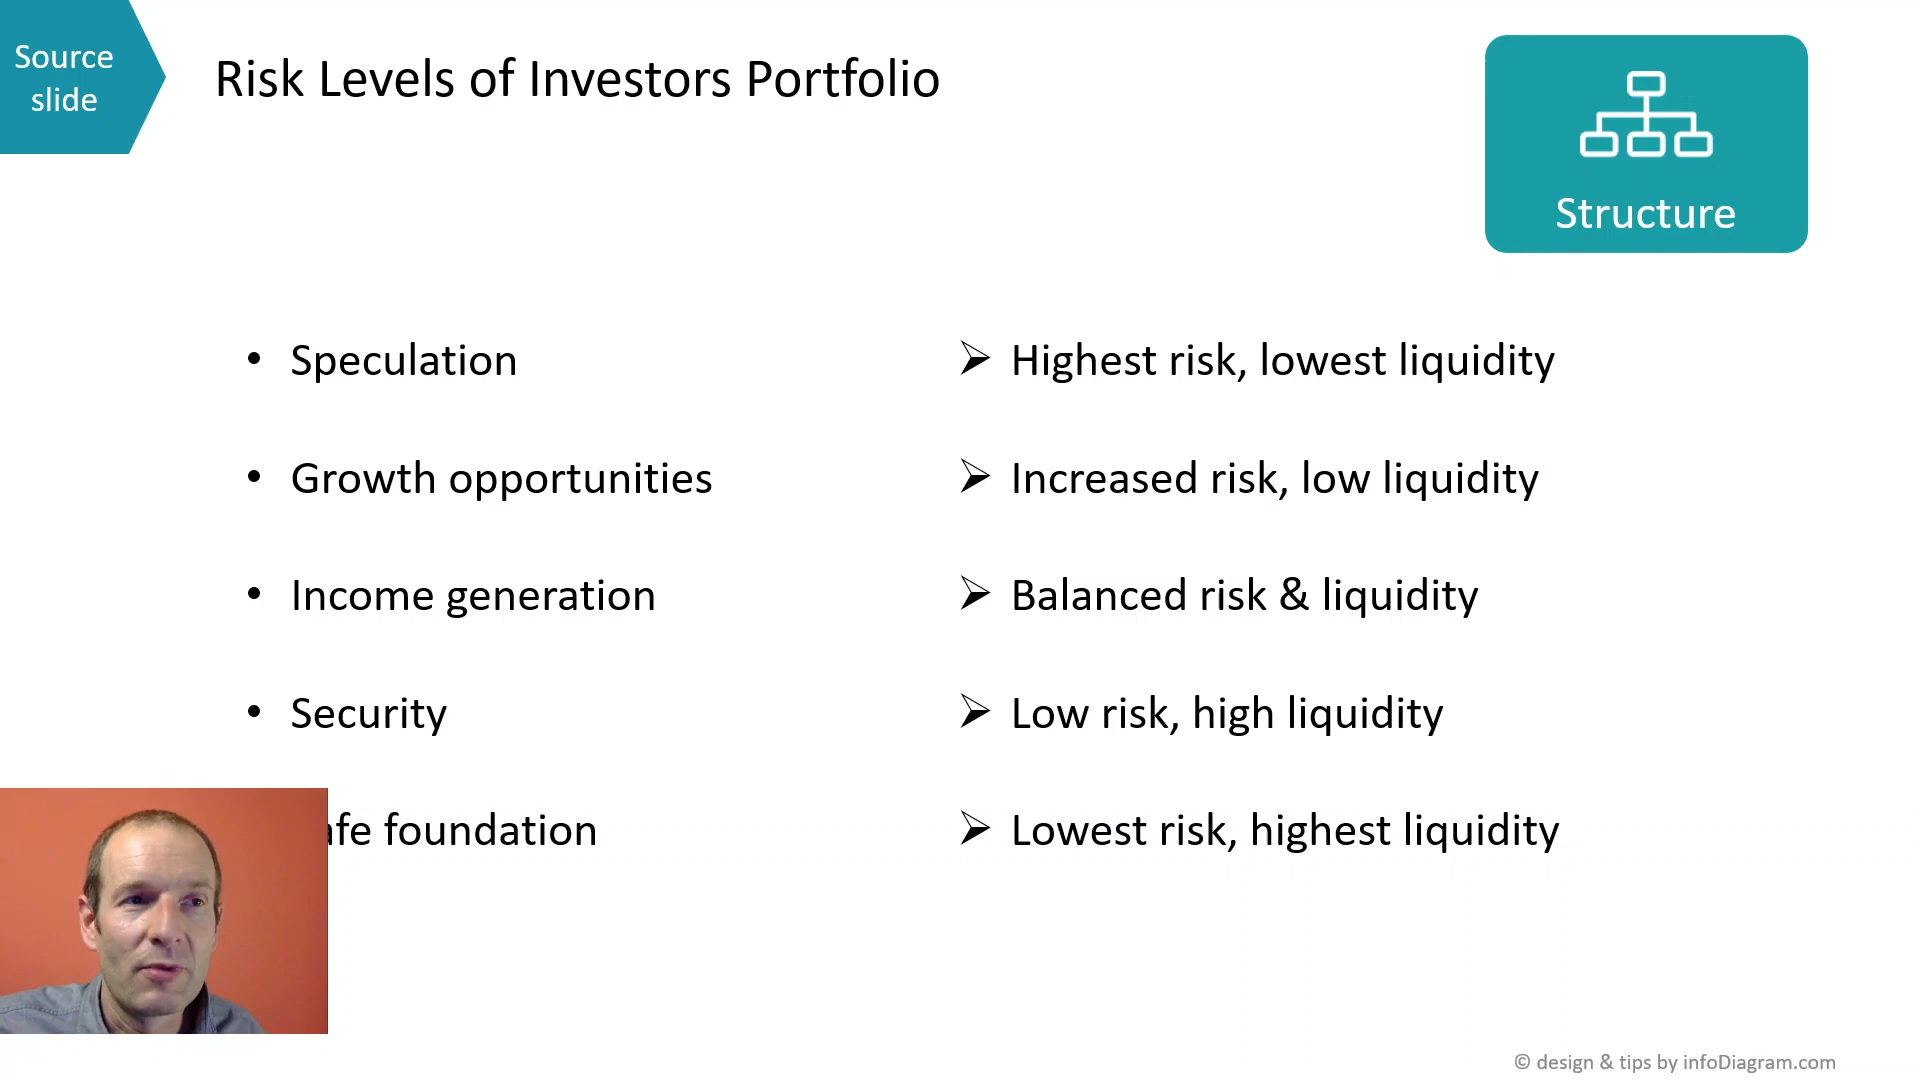 Source
slide
Risk Levels of Investors Portfolio
Structure
• Speculation
➢ Highest risk, lowest liquidity
• Growth opportunities
➢ Increased risk, low liquidity
• Income generation
➢ Balanced risk & liquidity
• Security
➢ Low risk, high liquidity
foundation
➢ Lowest risk, highest liquidity
© design & tips by infoDiagram.com